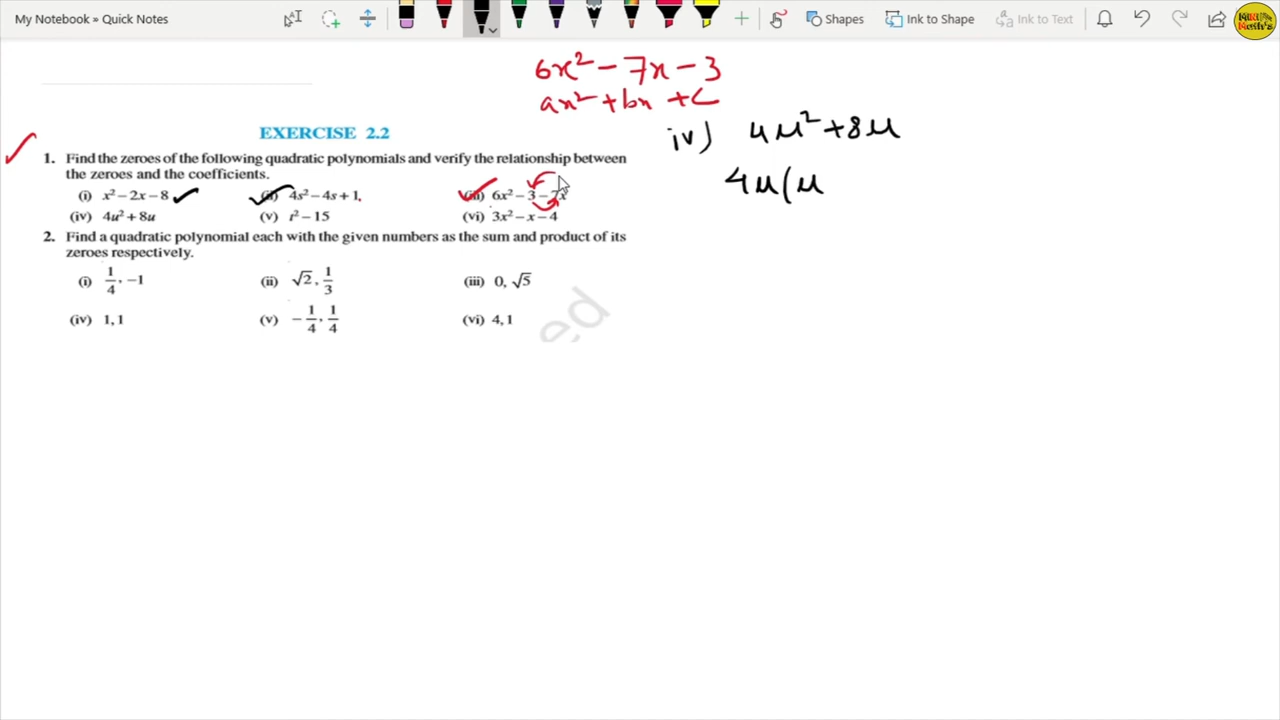 My Notebook » Quick Notes
Shapes
Ink to Shape
Ink to Text
6x² − 7x − 3
ax² + bx + c
EXERCISE 2.2
iv) 4u² + 8u
4u(u
1. Find the zeroes of the following quadratic polynomials and verify the relationship between
the zeroes and the coefficients.
(i) x² − 2x − 8 (ii) 4s² − 4s + 1 (iii) 6x² − 3 − 7x
(iv) 4u² + 8u (v) t² − 15 (vi) 3x² − x − 4
2. Find a quadratic polynomial each with the given numbers as the sum and product of its
zeroes respectively.
(i) 1/4, −1 (ii) √2, 1/3 (iii) 0, √5
(iv) 1, 1 (v) −1/4, 1/4 (vi) 4, 1
ed